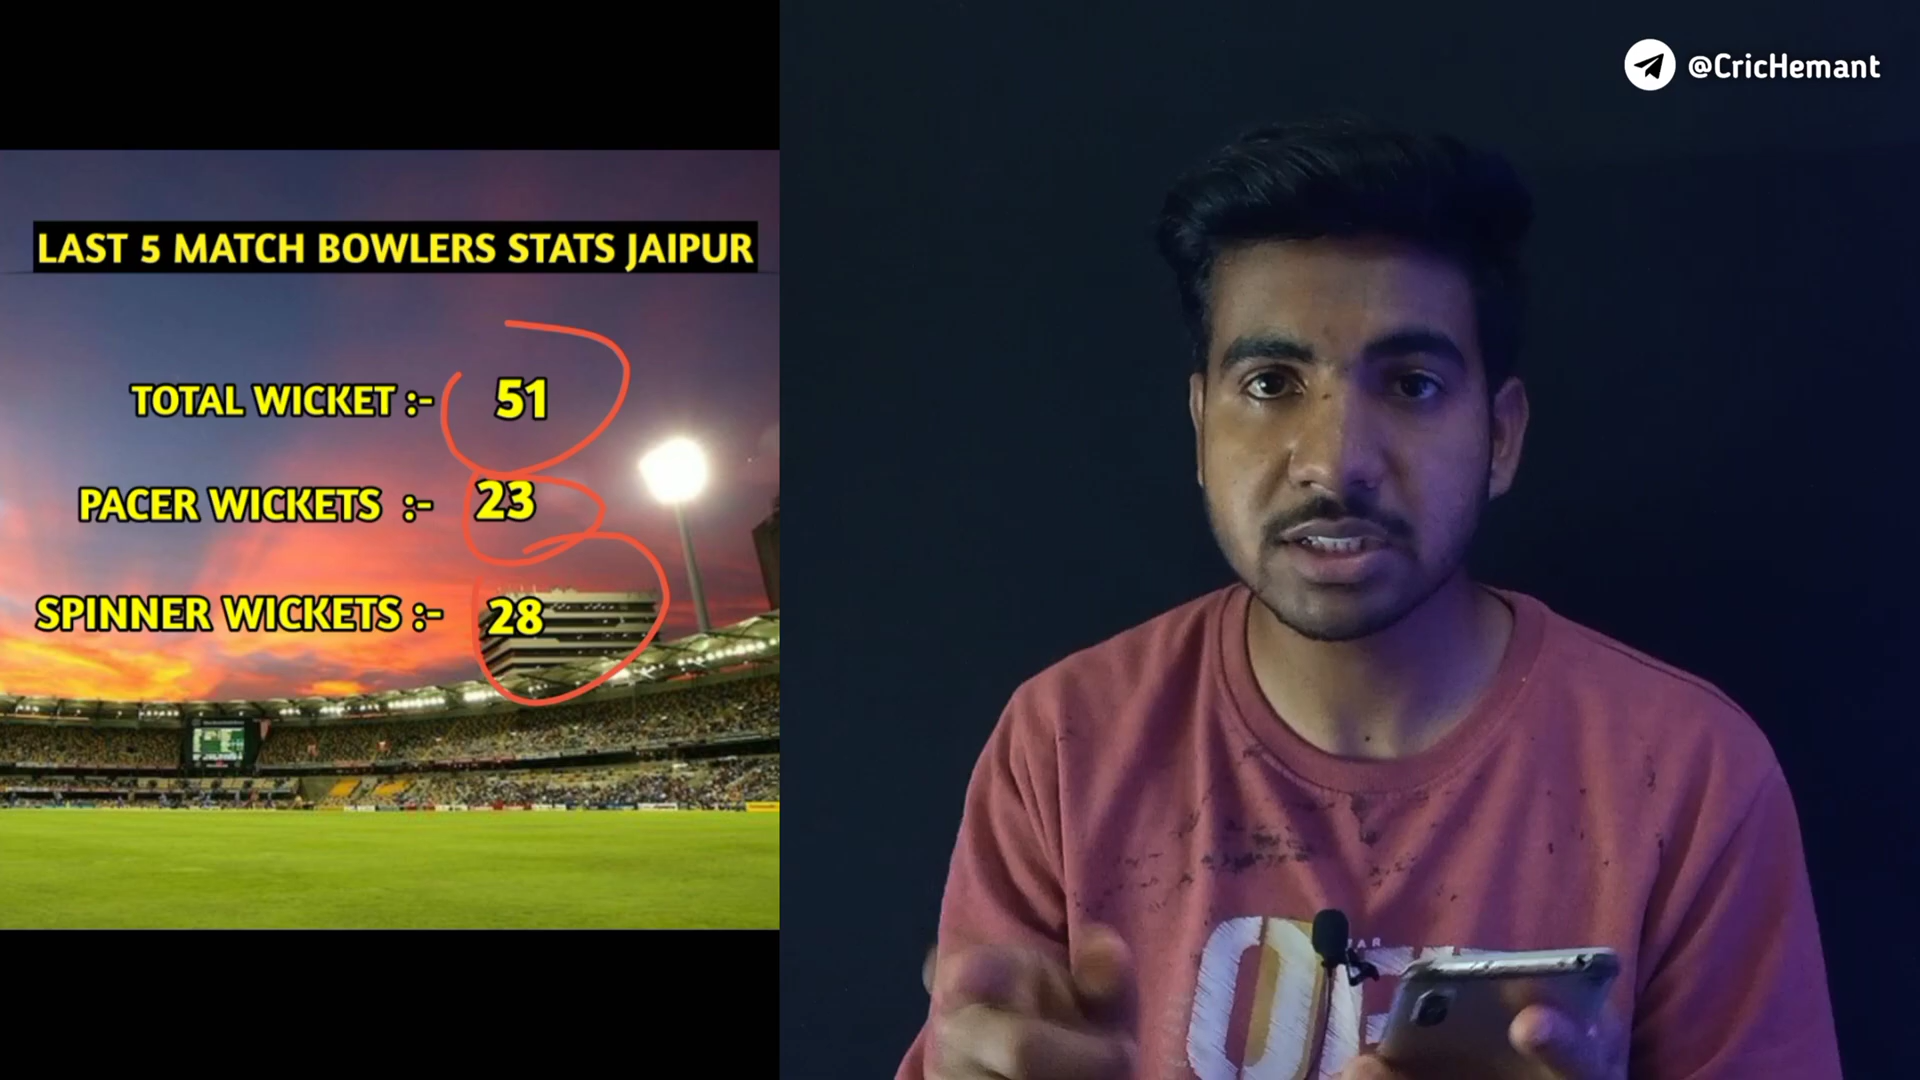 @CricHemant
LAST 5 MATCH BOWLERS STATS JAIPUR
TOTAL WICKET :- 51
PACER WICKETS :- 23
SPINNER WICKETS :- 28